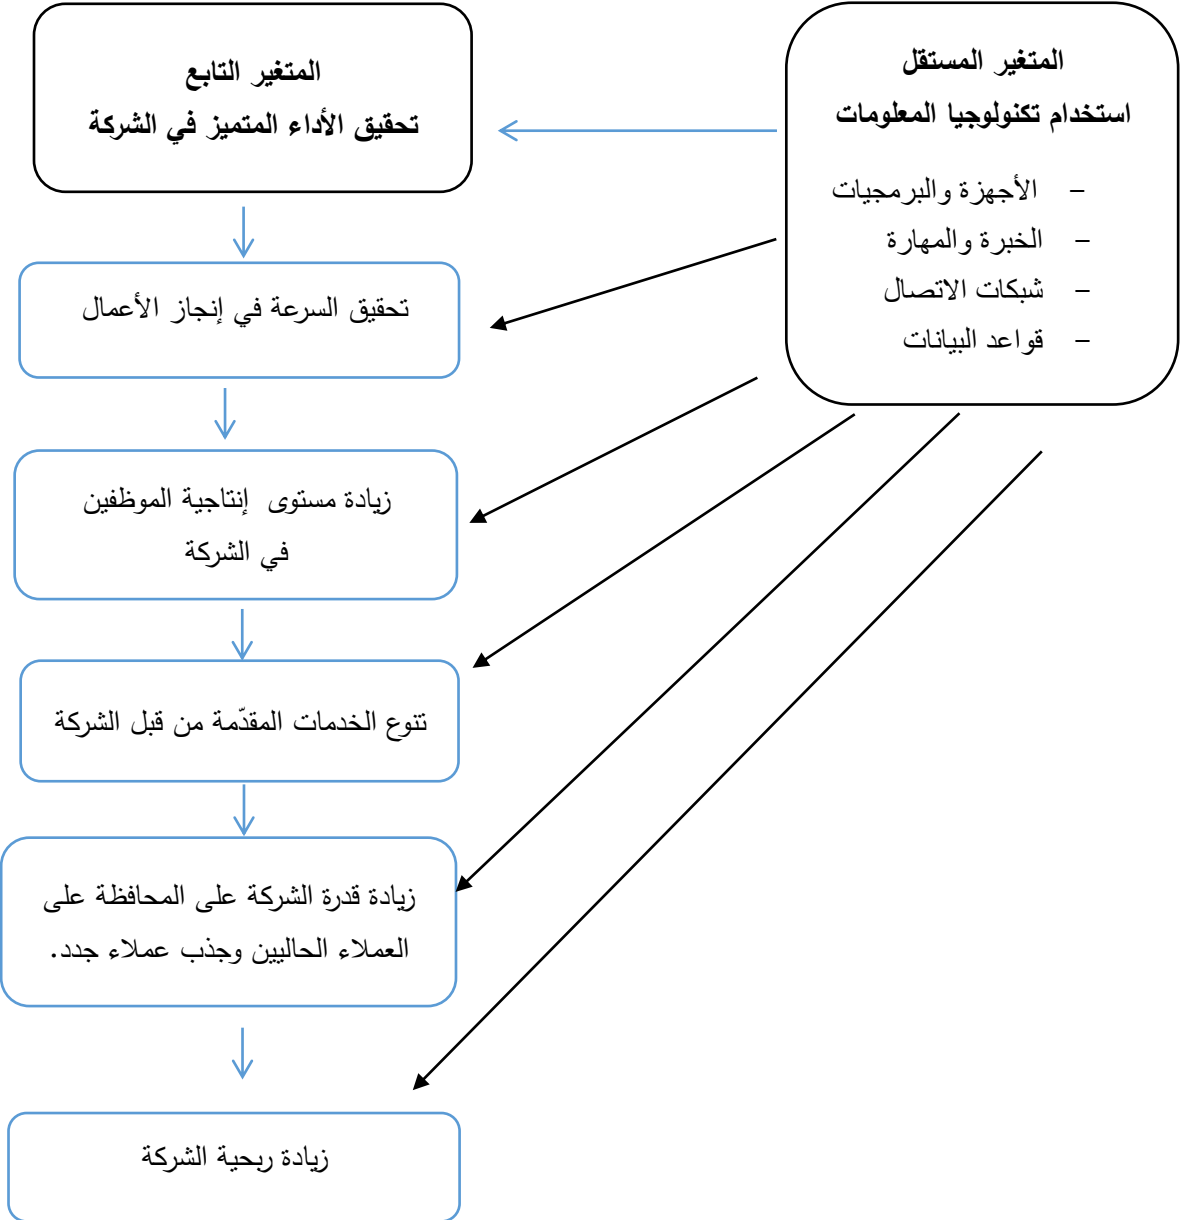 المتغير المستقل
استخدام تكنولوجيا المعلومات
- الأجهزة والبرمجيات
- الخبرة والمهارة
- شبكات الاتصال
- قواعد البيانات
المتغير التابع
تحقيق الأداء المتميز في الشركة
تحقيق السرعة في إنجاز الأعمال
زيادة مستوى إنتاجية الموظفين
في الشركة
تنوع الخدمات المقدّمة من قبل الشركة
زيادة قدرة الشركة على المحافظة على
العملاء الحاليين وجذب عملاء جدد.
زيادة ربحية الشركة